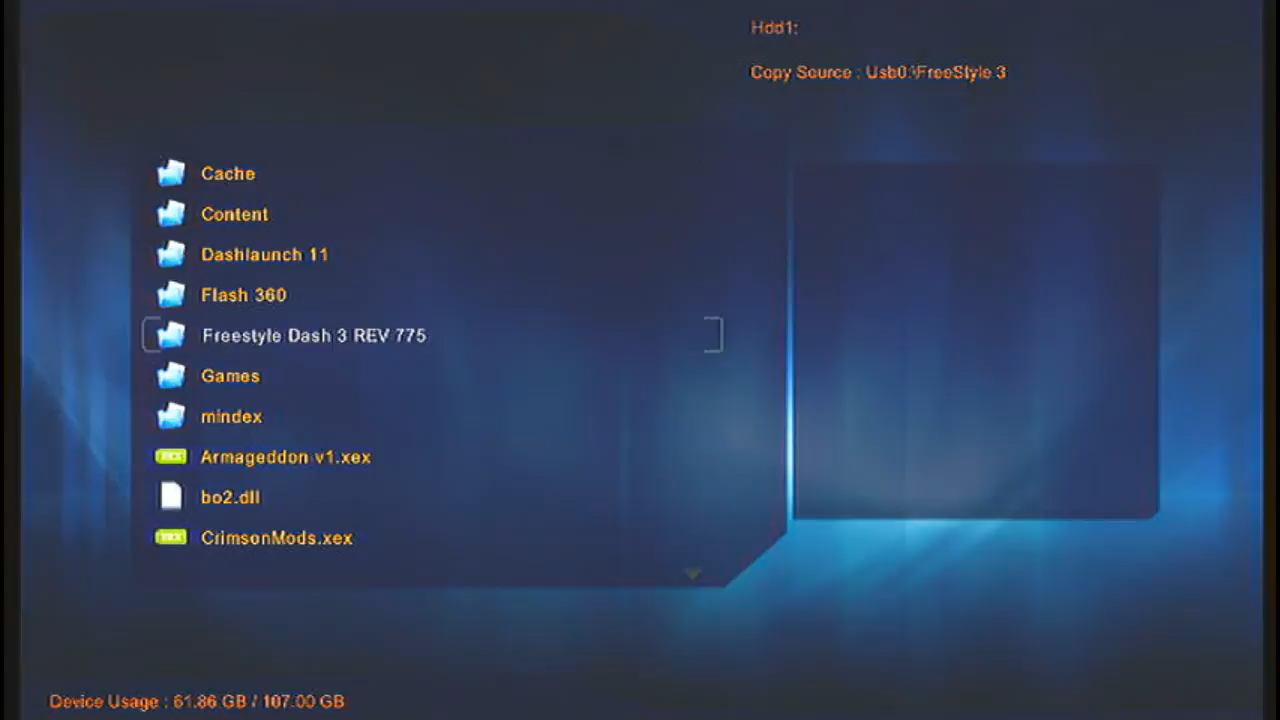 Hdd1:
Copy Source : Usb0:\FreeStyle 3
Cache
Content
Dashlaunch 11
Flash 360
Freestyle Dash 3 REV 775
Games
mindex
Armageddon v1.xex
bo2.dll
CrimsonMods.xex
Device Usage : 61.86 GB / 107.00 GB